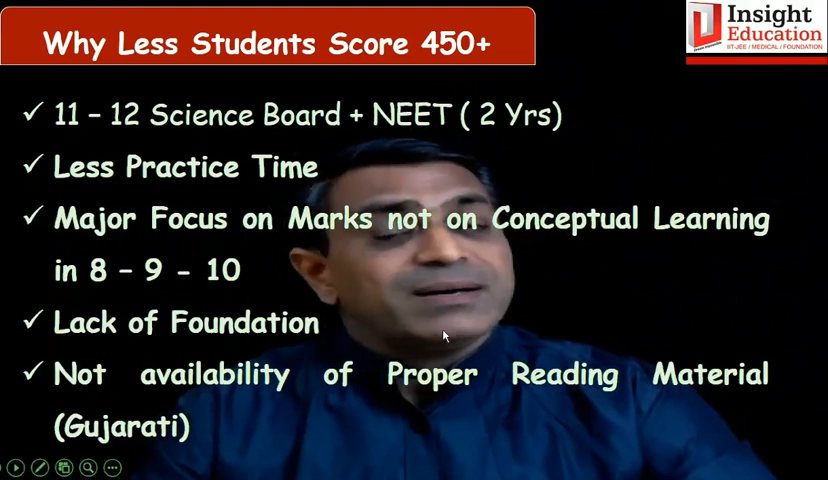 Why Less Students Score 450+
Insight
Education
IIT-JEE / MEDICAL / FOUNDATION
✓ 11 – 12 Science Board + NEET ( 2 Yrs)
✓ Less Practice Time
✓ Major Focus on Marks not on Conceptual Learning
in 8 – 9 - 10
✓ Lack of Foundation
✓ Not availability of Proper Reading Material
(Gujarati)